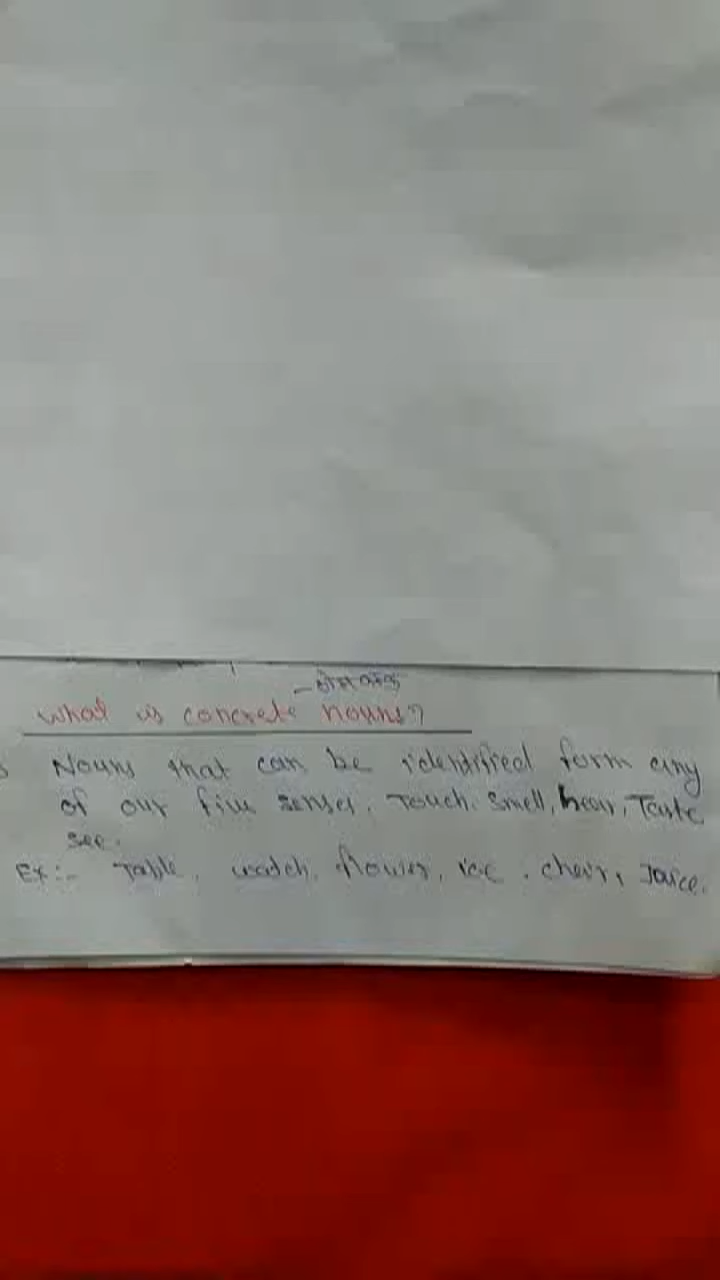 What is concrete nouns?
Nouns that can be identified form any
of our five senses. Touch. Smell, hear, Taste
see.
Ex:- Table, watch, flower, ice, chair, Juice.